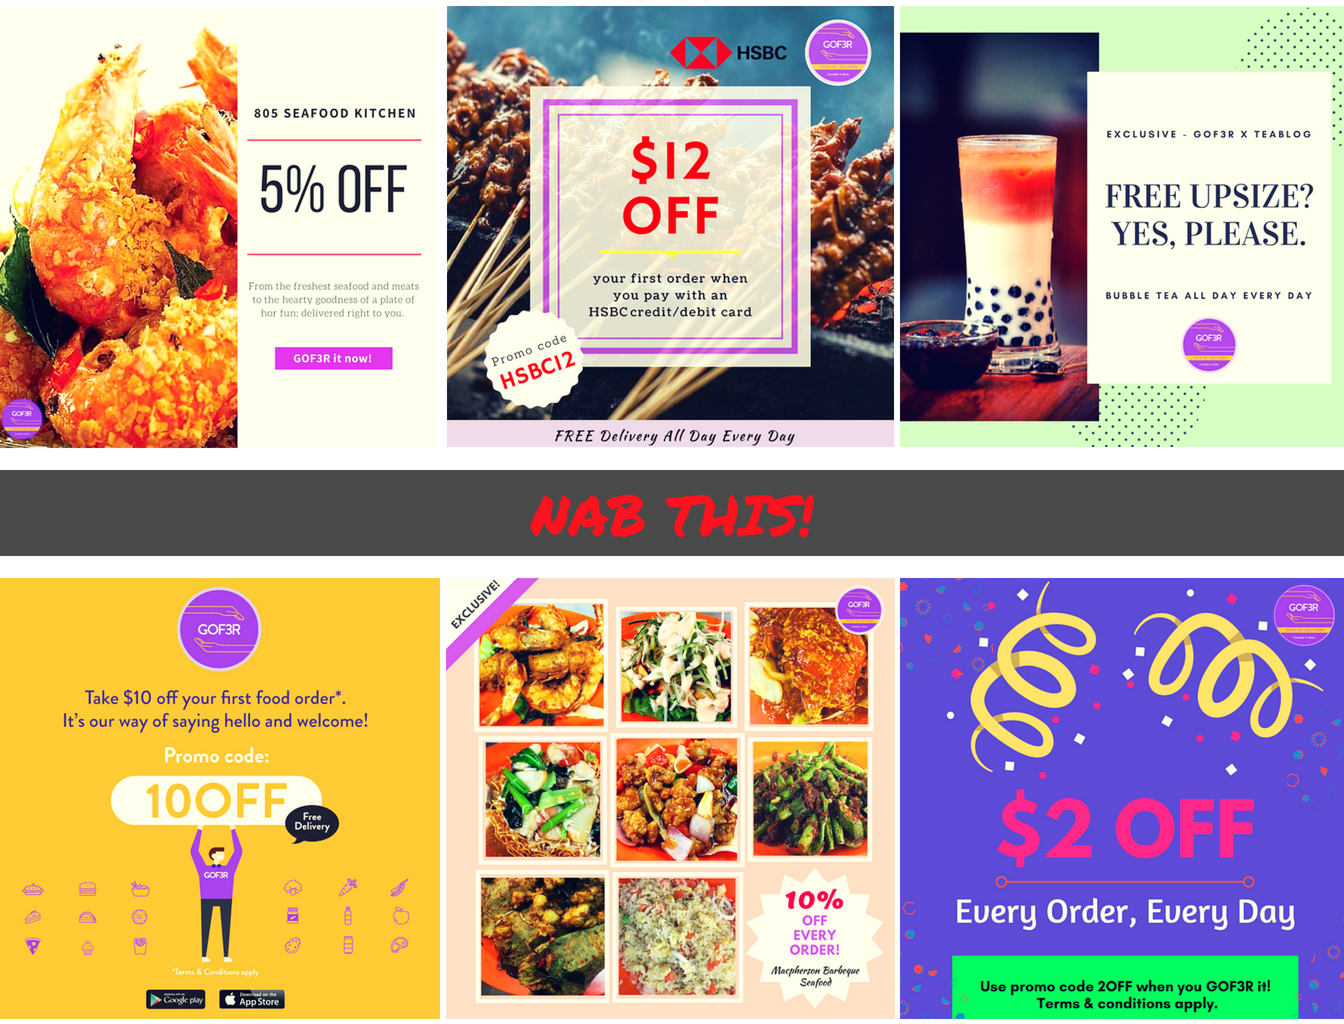 805 SEAFOOD KITCHEN
5% OFF
From the freshest seafood and meats
to the hearty goodness of a plate of
hor fun; delivered right to you.
GOF3R it now!
GOF3R
HSBC
GOF3R
$12
OFF
your first order when
you pay with an
HSBC credit/debit card
Promo code
HSBC12
FREE Delivery All Day Every Day
EXCLUSIVE - GOF3R X TEABLOG
FREE UPSIZE?
YES, PLEASE.
BUBBLE TEA ALL DAY EVERY DAY
GOF3R
NAB THIS!
GOF3R
Take $10 off your first food order*.
It's our way of saying hello and welcome!
Promo code:
10OFF
Free
Delivery
GOF3R
*Terms & Conditions apply
Google play
Download on the
App Store
EXCLUSIVE!
GOF3R
10%
OFF
EVERY
ORDER!
Macpherson Barbeque
Seafood
GOF3R
$2 OFF
Every Order, Every Day
Use promo code 2OFF when you GOF3R it!
Terms & conditions apply.